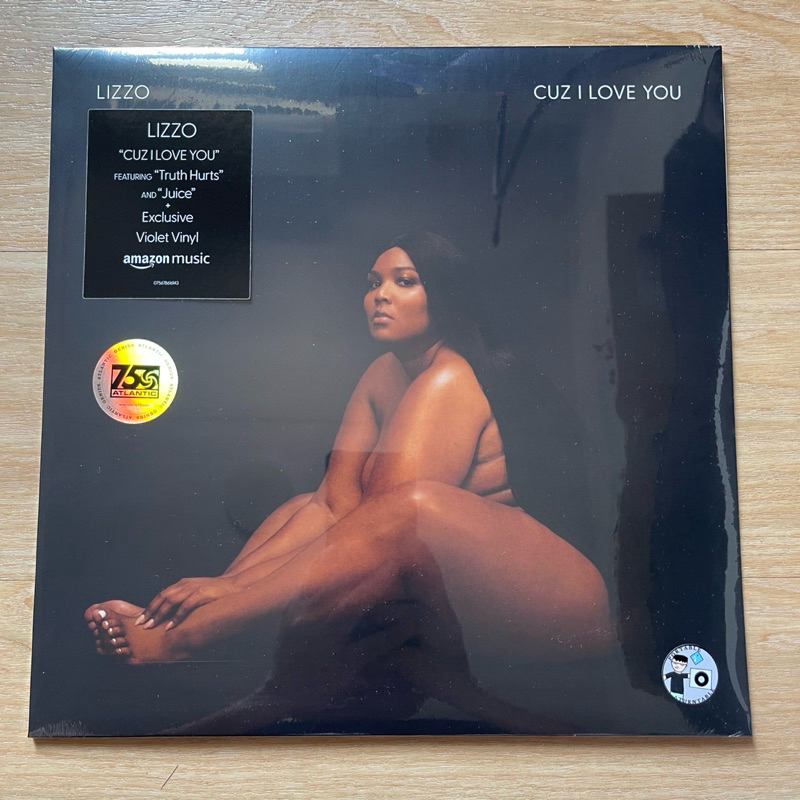 LIZZO
CUZ I LOVE YOU
LIZZO
“CUZ I LOVE YOU”
FEATURING “Truth Hurts”
AND “Juice”
+
Exclusive
Violet Vinyl
amazon music
75
ATLANTIC